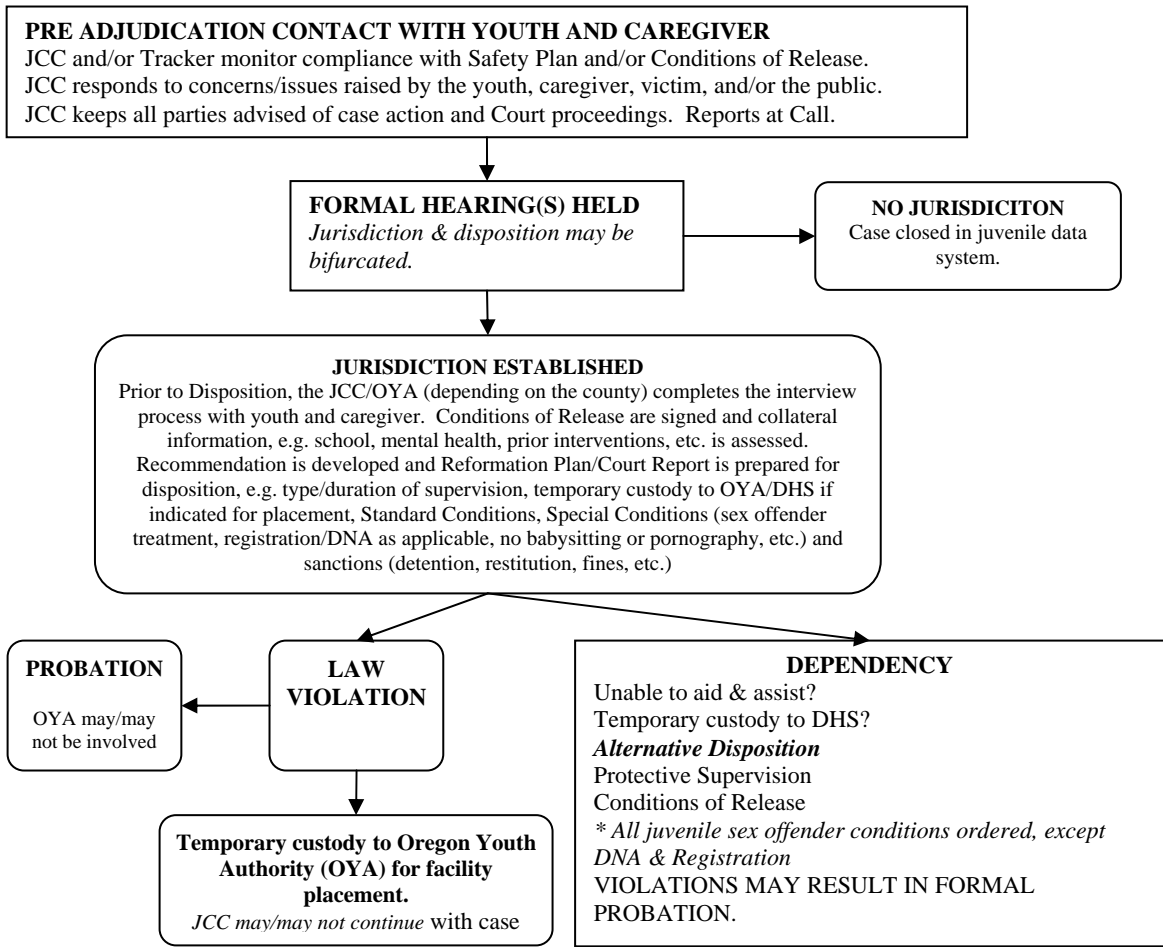 PRE ADJUDICATION CONTACT WITH YOUTH AND CAREGIVER
JCC and/or Tracker monitor compliance with Safety Plan and/or Conditions of Release.
JCC responds to concerns/issues raised by the youth, caregiver, victim, and/or the public.
JCC keeps all parties advised of case action and Court proceedings.  Reports at Call.
FORMAL HEARING(S) HELD
Jurisdiction & disposition may be
bifurcated.
NO JURISDICITON
Case closed in juvenile data
system.
JURISDICTION ESTABLISHED
Prior to Disposition, the JCC/OYA (depending on the county) completes the interview
process with youth and caregiver.  Conditions of Release are signed and collateral
information, e.g. school, mental health, prior interventions, etc. is assessed.
Recommendation is developed and Reformation Plan/Court Report is prepared for
disposition, e.g. type/duration of supervision, temporary custody to OYA/DHS if
indicated for placement, Standard Conditions, Special Conditions (sex offender
treatment, registration/DNA as applicable, no babysitting or pornography, etc.) and
sanctions (detention, restitution, fines, etc.)
PROBATION
OYA may/may
not be involved
LAW
VIOLATION
Temporary custody to Oregon Youth
Authority (OYA) for facility
placement.
JCC may/may not continue with case
DEPENDENCY
Unable to aid & assist?
Temporary custody to DHS?
Alternative Disposition
Protective Supervision
Conditions of Release
* All juvenile sex offender conditions ordered, except
DNA & Registration
VIOLATIONS MAY RESULT IN FORMAL
PROBATION.